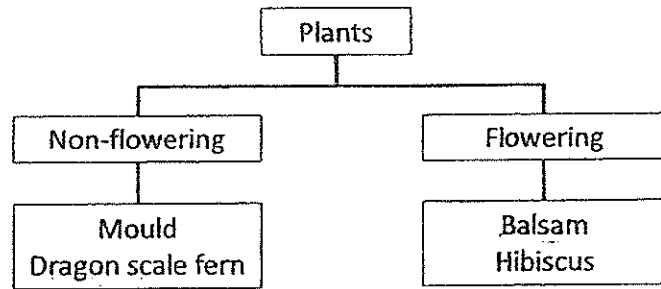 Plants
Non-flowering
Flowering
Mould
Dragon scale fern
Balsam
Hibiscus